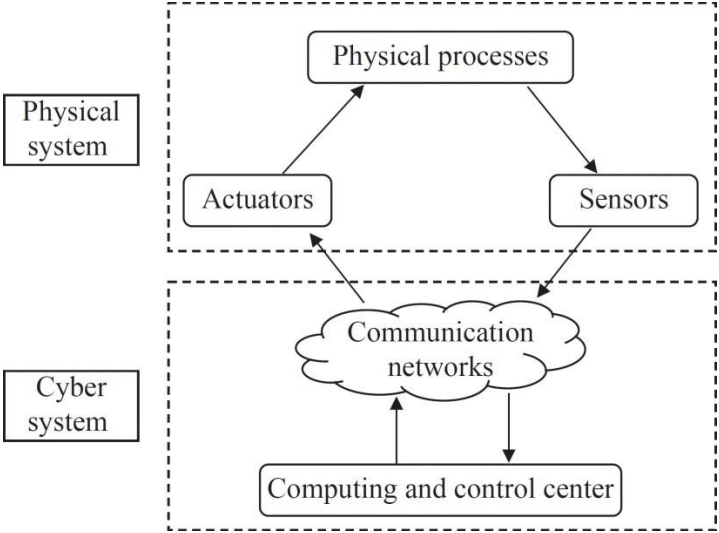 Physical processes
Physical
system
Actuators
Sensors
Communication
networks
Cyber
system
Computing and control center